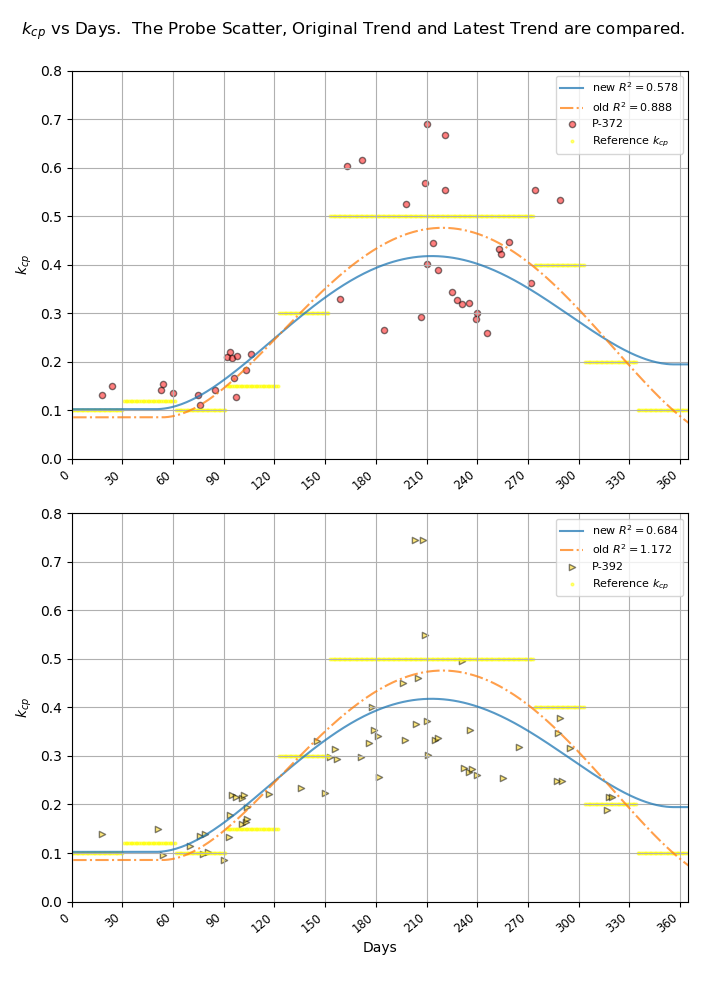 k_cp vs Days.  The Probe Scatter, Original Trend and Latest Trend are compared.
0.8
0.7
0.6
0.5
0.4
0.3
0.2
0.1
0.0
k_cp
new R² = 0.578
old R² = 0.888
P-372
Reference k_cp
0 30 60 90 120 150 180 210 240 270 300 330 360
0.8
0.7
0.6
0.5
0.4
0.3
0.2
0.1
0.0
k_cp
new R² = 0.684
old R² = 1.172
P-392
Reference k_cp
0 30 60 90 120 150 180 210 240 270 300 330 360
Days